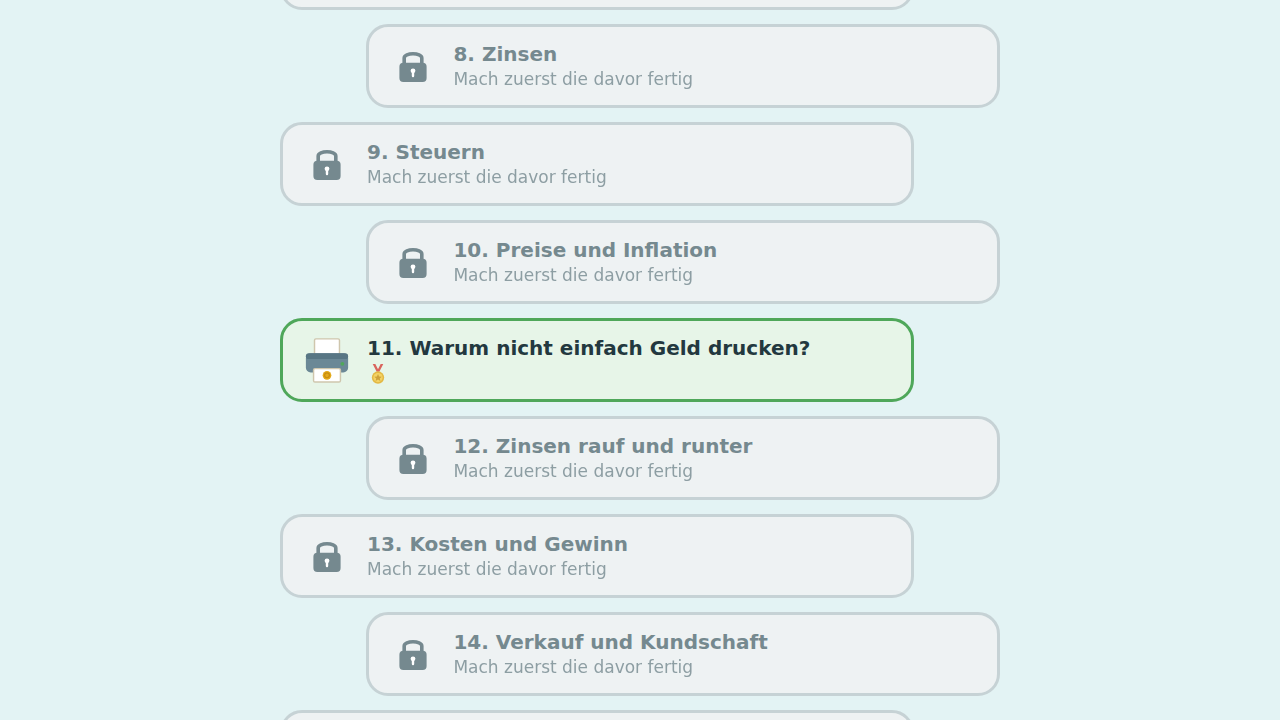 8. Zinsen
Mach zuerst die davor fertig
9. Steuern
Mach zuerst die davor fertig
10. Preise und Inflation
Mach zuerst die davor fertig
11. Warum nicht einfach Geld drucken?
12. Zinsen rauf und runter
Mach zuerst die davor fertig
13. Kosten und Gewinn
Mach zuerst die davor fertig
14. Verkauf und Kundschaft
Mach zuerst die davor fertig